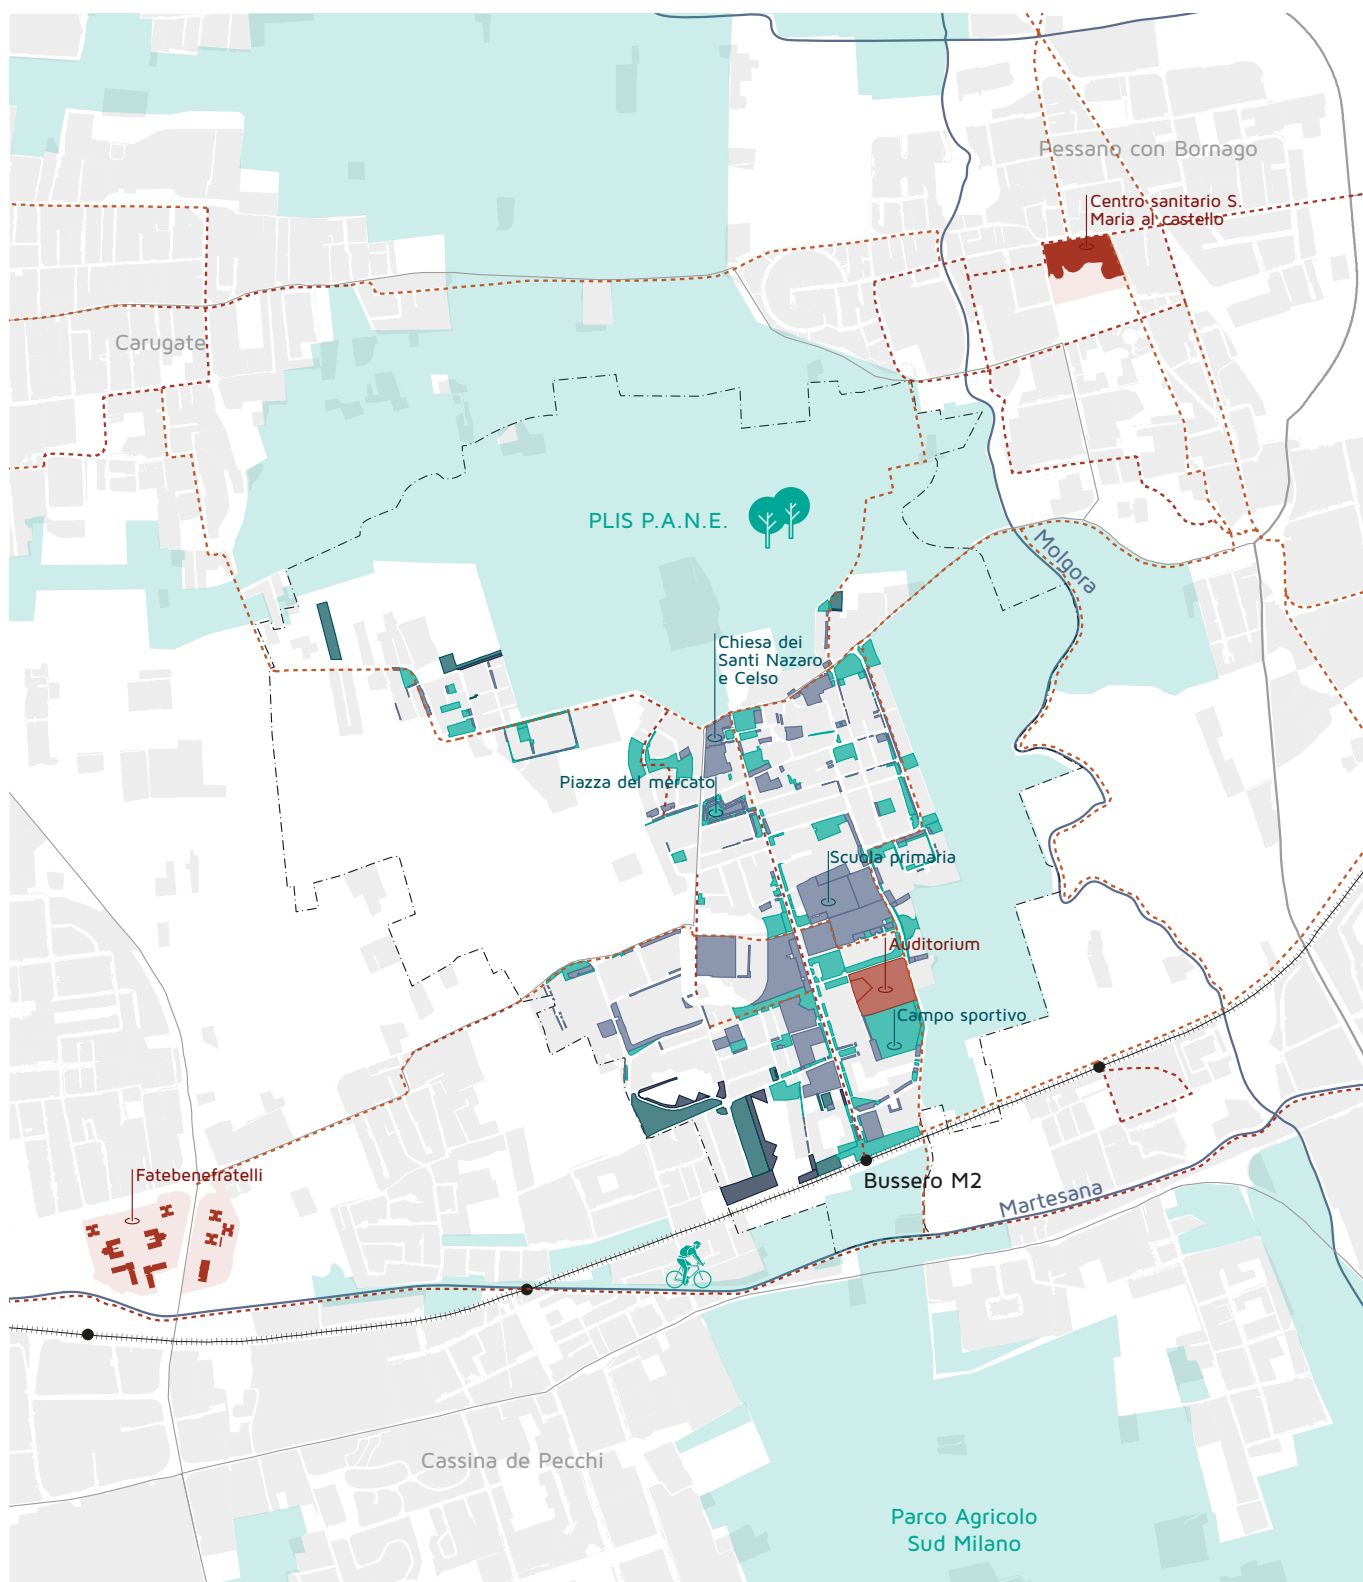 Pessano con Bornago
Centro sanitario S.
Maria al castello
Carugate
PLIS P.A.N.E.
Molgora
Chiesa dei
Santi Nazaro
e Celso
Piazza del mercato
Scuola primaria
Auditorium
Campo sportivo
Fatebenefratelli
Bussero M2
Martesana
Cassina de Pecchi
Parco Agricolo
Sud Milano